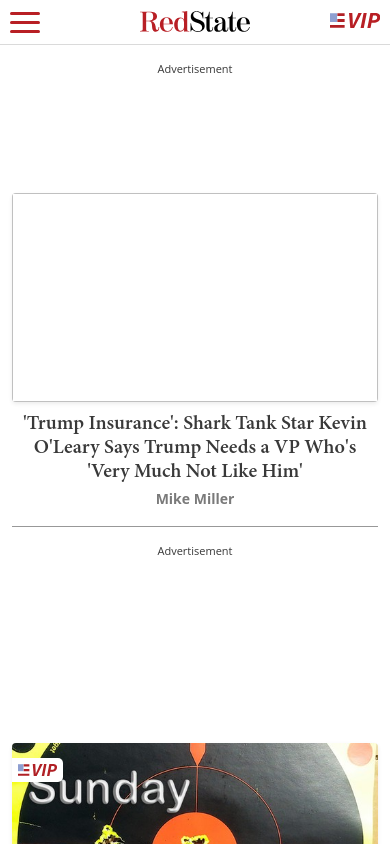 RedState
VIP
Advertisement
'Trump Insurance': Shark Tank Star Kevin
O'Leary Says Trump Needs a VP Who's
'Very Much Not Like Him'
Mike Miller
Advertisement
VIP
Sunday